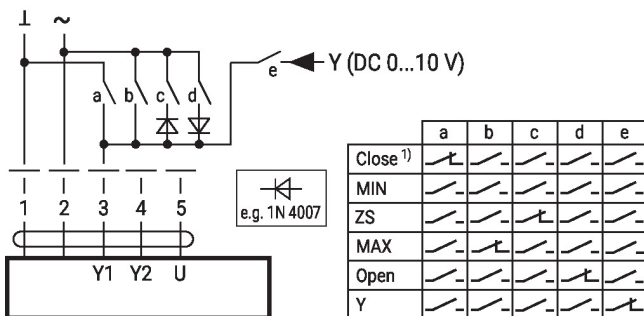 ⊥ ~
e Y (DC 0...10 V)
a b c d
1 2 3 4 5
e.g. 1N 4007
Y1 Y2 U
a b c d e
Close 1)
MIN
ZS
MAX
Open
Y